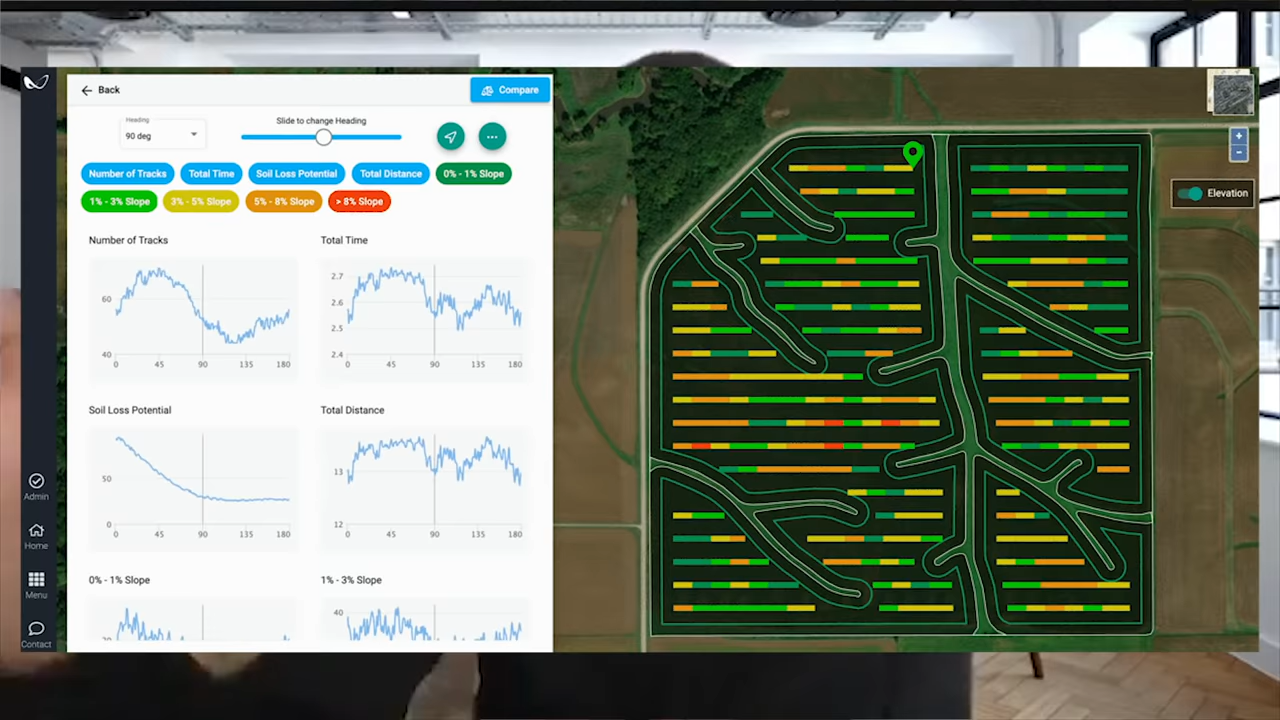 Back
Compare
Heading
90 deg
Slide to change Heading
Number of Tracks
Total Time
Soil Loss Potential
Total Distance
0% - 1% Slope
1% - 3% Slope
3% - 5% Slope
5% - 8% Slope
> 8% Slope
Number of Tracks
60
40
0 45 90 135 180
Total Time
2.7
2.6
2.5
2.4
0 45 90 135 180
Soil Loss Potential
50
0
0 45 90 135 180
Total Distance
13
12
0 45 90 135 180
0% - 1% Slope
1% - 3% Slope
40
Admin
Home
Menu
Contact
+
-
Elevation